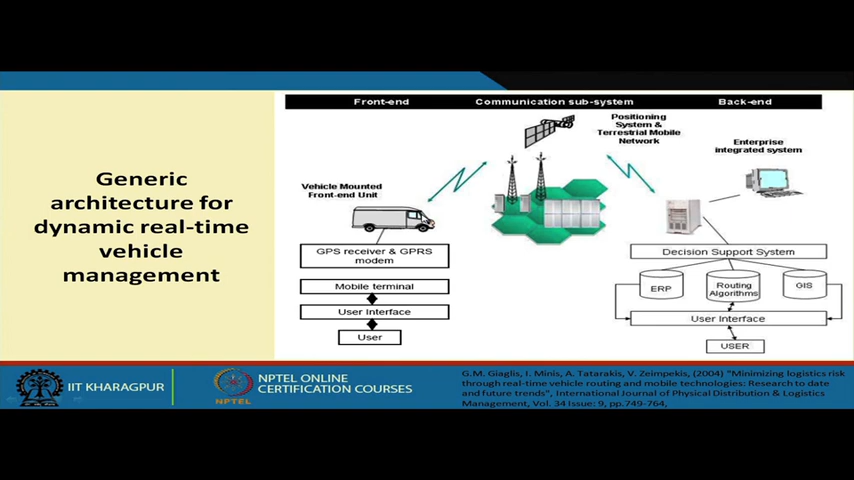 Generic
architecture for
dynamic real-time
vehicle
management
Front-end
Communication sub-system
Back-end
Positioning
System &
Terrestrial Mobile
Network
Enterprise
integrated system
Vehicle Mounted
Front-end Unit
GPS receiver & GPRS
modem
Mobile terminal
User Interface
User
Decision Support System
ERP
Routing
Algorithms
GIS
User Interface
USER
IIT KHARAGPUR
NPTEL
NPTEL ONLINE
CERTIFICATION COURSES
G.M. Giaglis, I. Minis, A. Tatarakis, V. Zeimpekis, (2004) "Minimizing logistics risk
through real-time vehicle routing and mobile technologies: Research to date
and future trends", International Journal of Physical Distribution & Logistics
Management, Vol. 34 Issue: 9, pp.749-764,